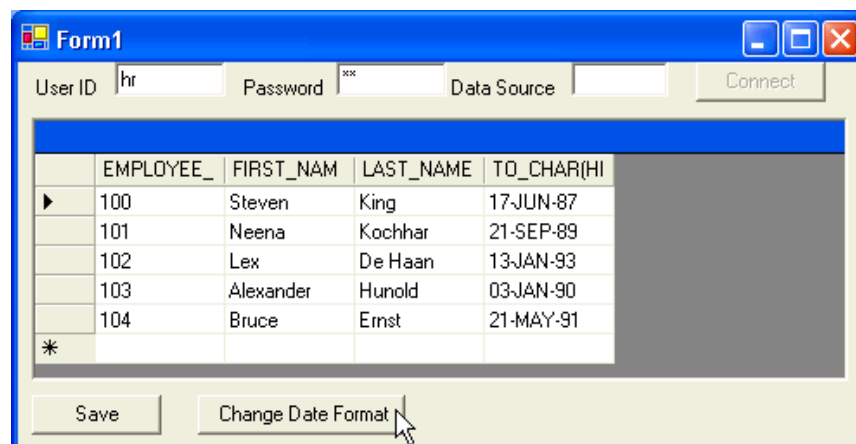 Form1
User ID hr Password ** Data Source Connect
EMPLOYEE_ FIRST_NAM LAST_NAME TO_CHAR(HI
100 Steven King 17-JUN-87
101 Neena Kochhar 21-SEP-89
102 Lex De Haan 13-JAN-93
103 Alexander Hunold 03-JAN-90
104 Bruce Ernst 21-MAY-91
Save Change Date Format